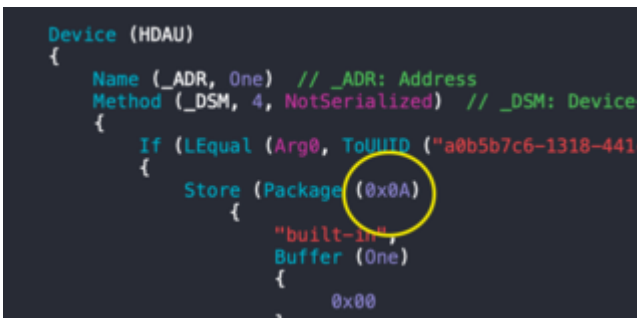 Device (HDAU)
{
Name (_ADR, One)  // _ADR: Address
Method (_DSM, 4, NotSerialized)  // _DSM: Device
{
If (LEqual (Arg0, ToUUID ("a0b5b7c6-1318-441
{
Store (Package (0x0A)
{
"built-in",
Buffer (One)
{
0x00